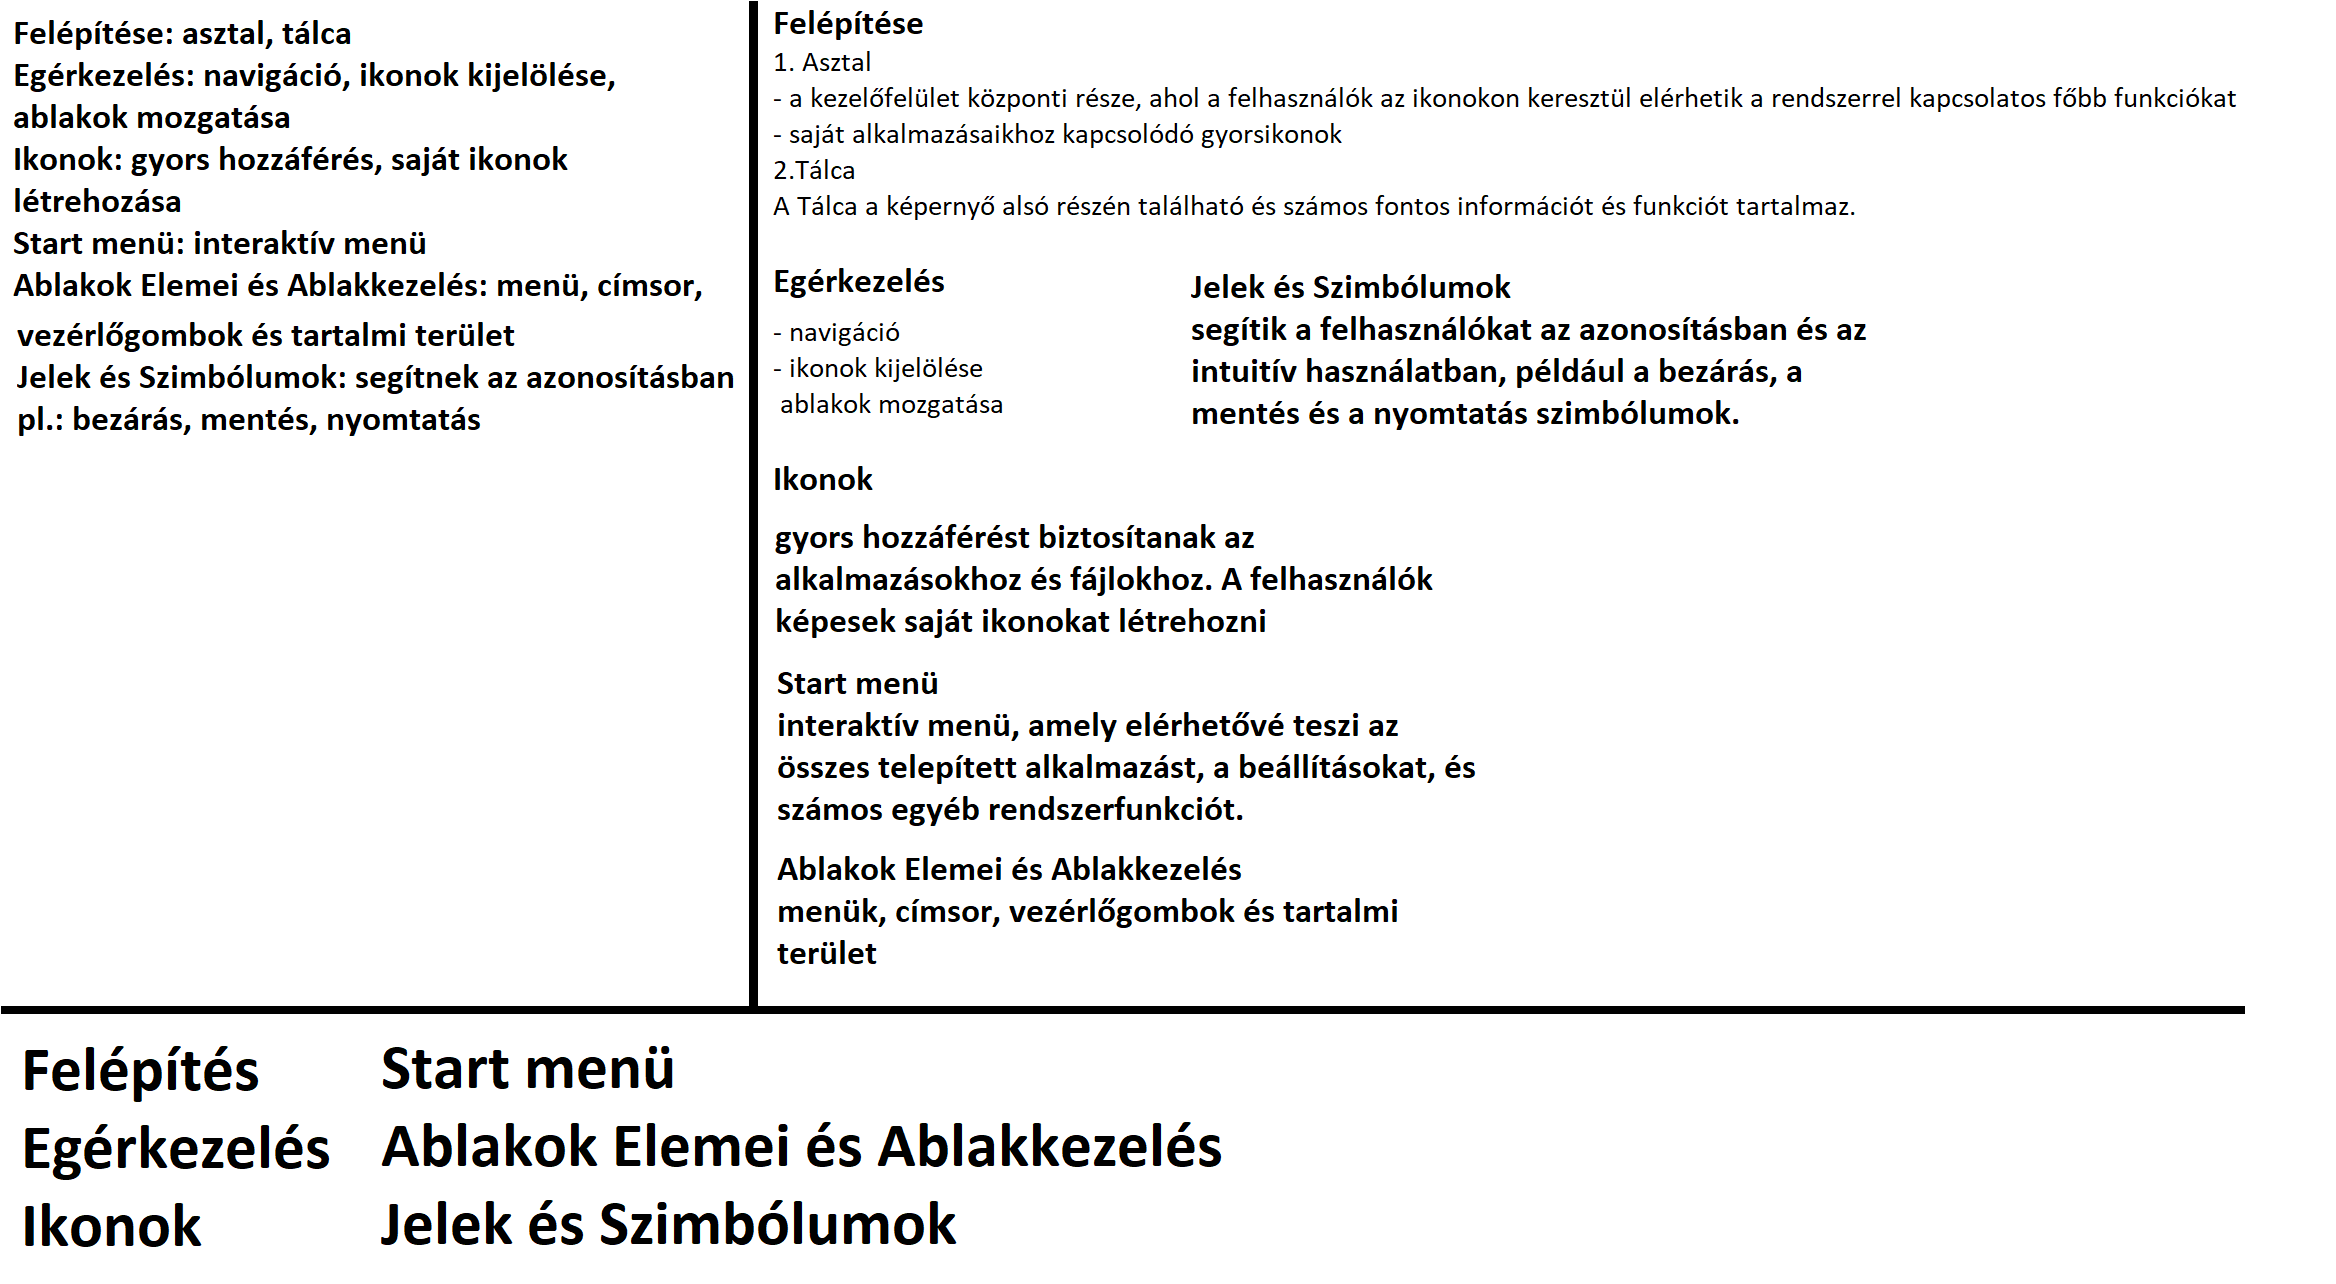 Felépítése: asztal, tálca
Egérkezelés: navigáció, ikonok kijelölése,
ablakok mozgatása
Ikonok: gyors hozzáférés, saját ikonok
létrehozása
Start menü: interaktív menü
Ablakok Elemei és Ablakkezelés: menü, címsor,
vezérlőgombok és tartalmi terület
Jelek és Szimbólumok: segítnek az azonosításban
pl.: bezárás, mentés, nyomtatás
Felépítése
1. Asztal
- a kezelőfelület központi része, ahol a felhasználók az ikonokon keresztül elérhetik a rendszerrel kapcsolatos főbb funkciókat
- saját alkalmazásaikhoz kapcsolódó gyorsikonok
2.Tálca
A Tálca a képernyő alsó részén található és számos fontos információt és funkciót tartalmaz.
Egérkezelés
- navigáció
- ikonok kijelölése
ablakok mozgatása
Jelek és Szimbólumok
segítik a felhasználókat az azonosításban és az
intuitív használatban, például a bezárás, a
mentés és a nyomtatás szimbólumok.
Ikonok
gyors hozzáférést biztosítanak az
alkalmazásokhoz és fájlokhoz. A felhasználók
képesek saját ikonokat létrehozni
Start menü
interaktív menü, amely elérhetővé teszi az
összes telepített alkalmazást, a beállításokat, és
számos egyéb rendszerfunkciót.
Ablakok Elemei és Ablakkezelés
menük, címsor, vezérlőgombok és tartalmi
terület
Felépítés
Egérkezelés
Ikonok
Start menü
Ablakok Elemei és Ablakkezelés
Jelek és Szimbólumok